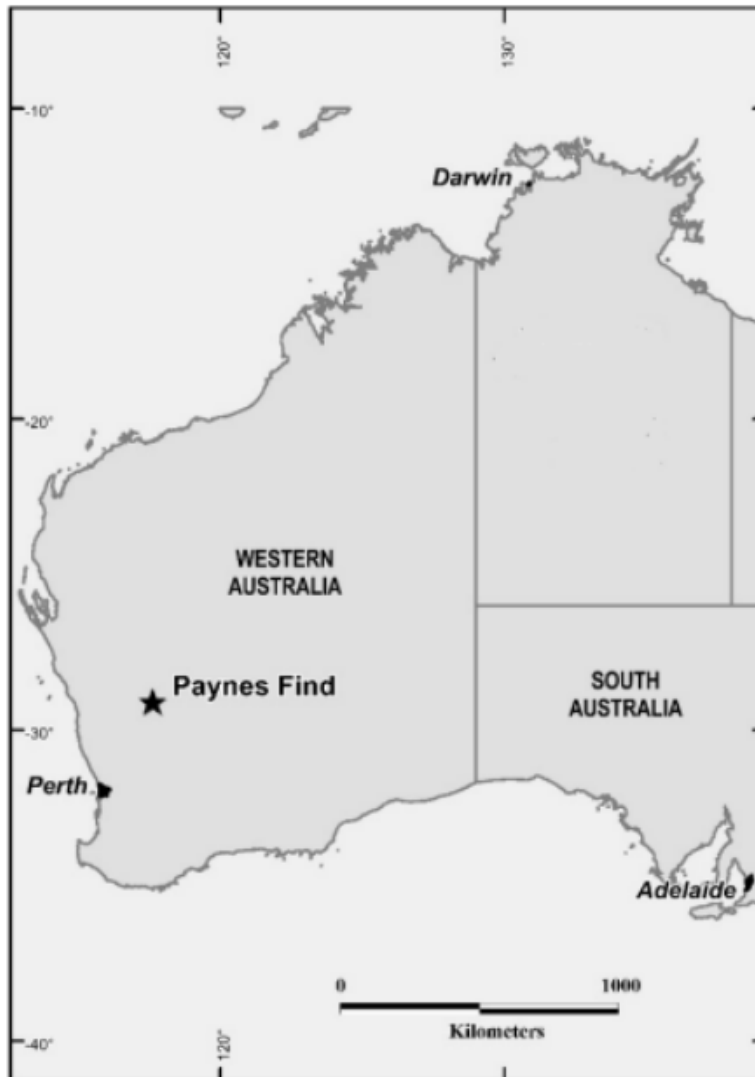 120°
130°
-10°
Darwin
-20°
WESTERN
AUSTRALIA
Paynes Find
SOUTH
AUSTRALIA
-30°
Perth
Adelaide
0
1000
Kilometers
-40°
120°